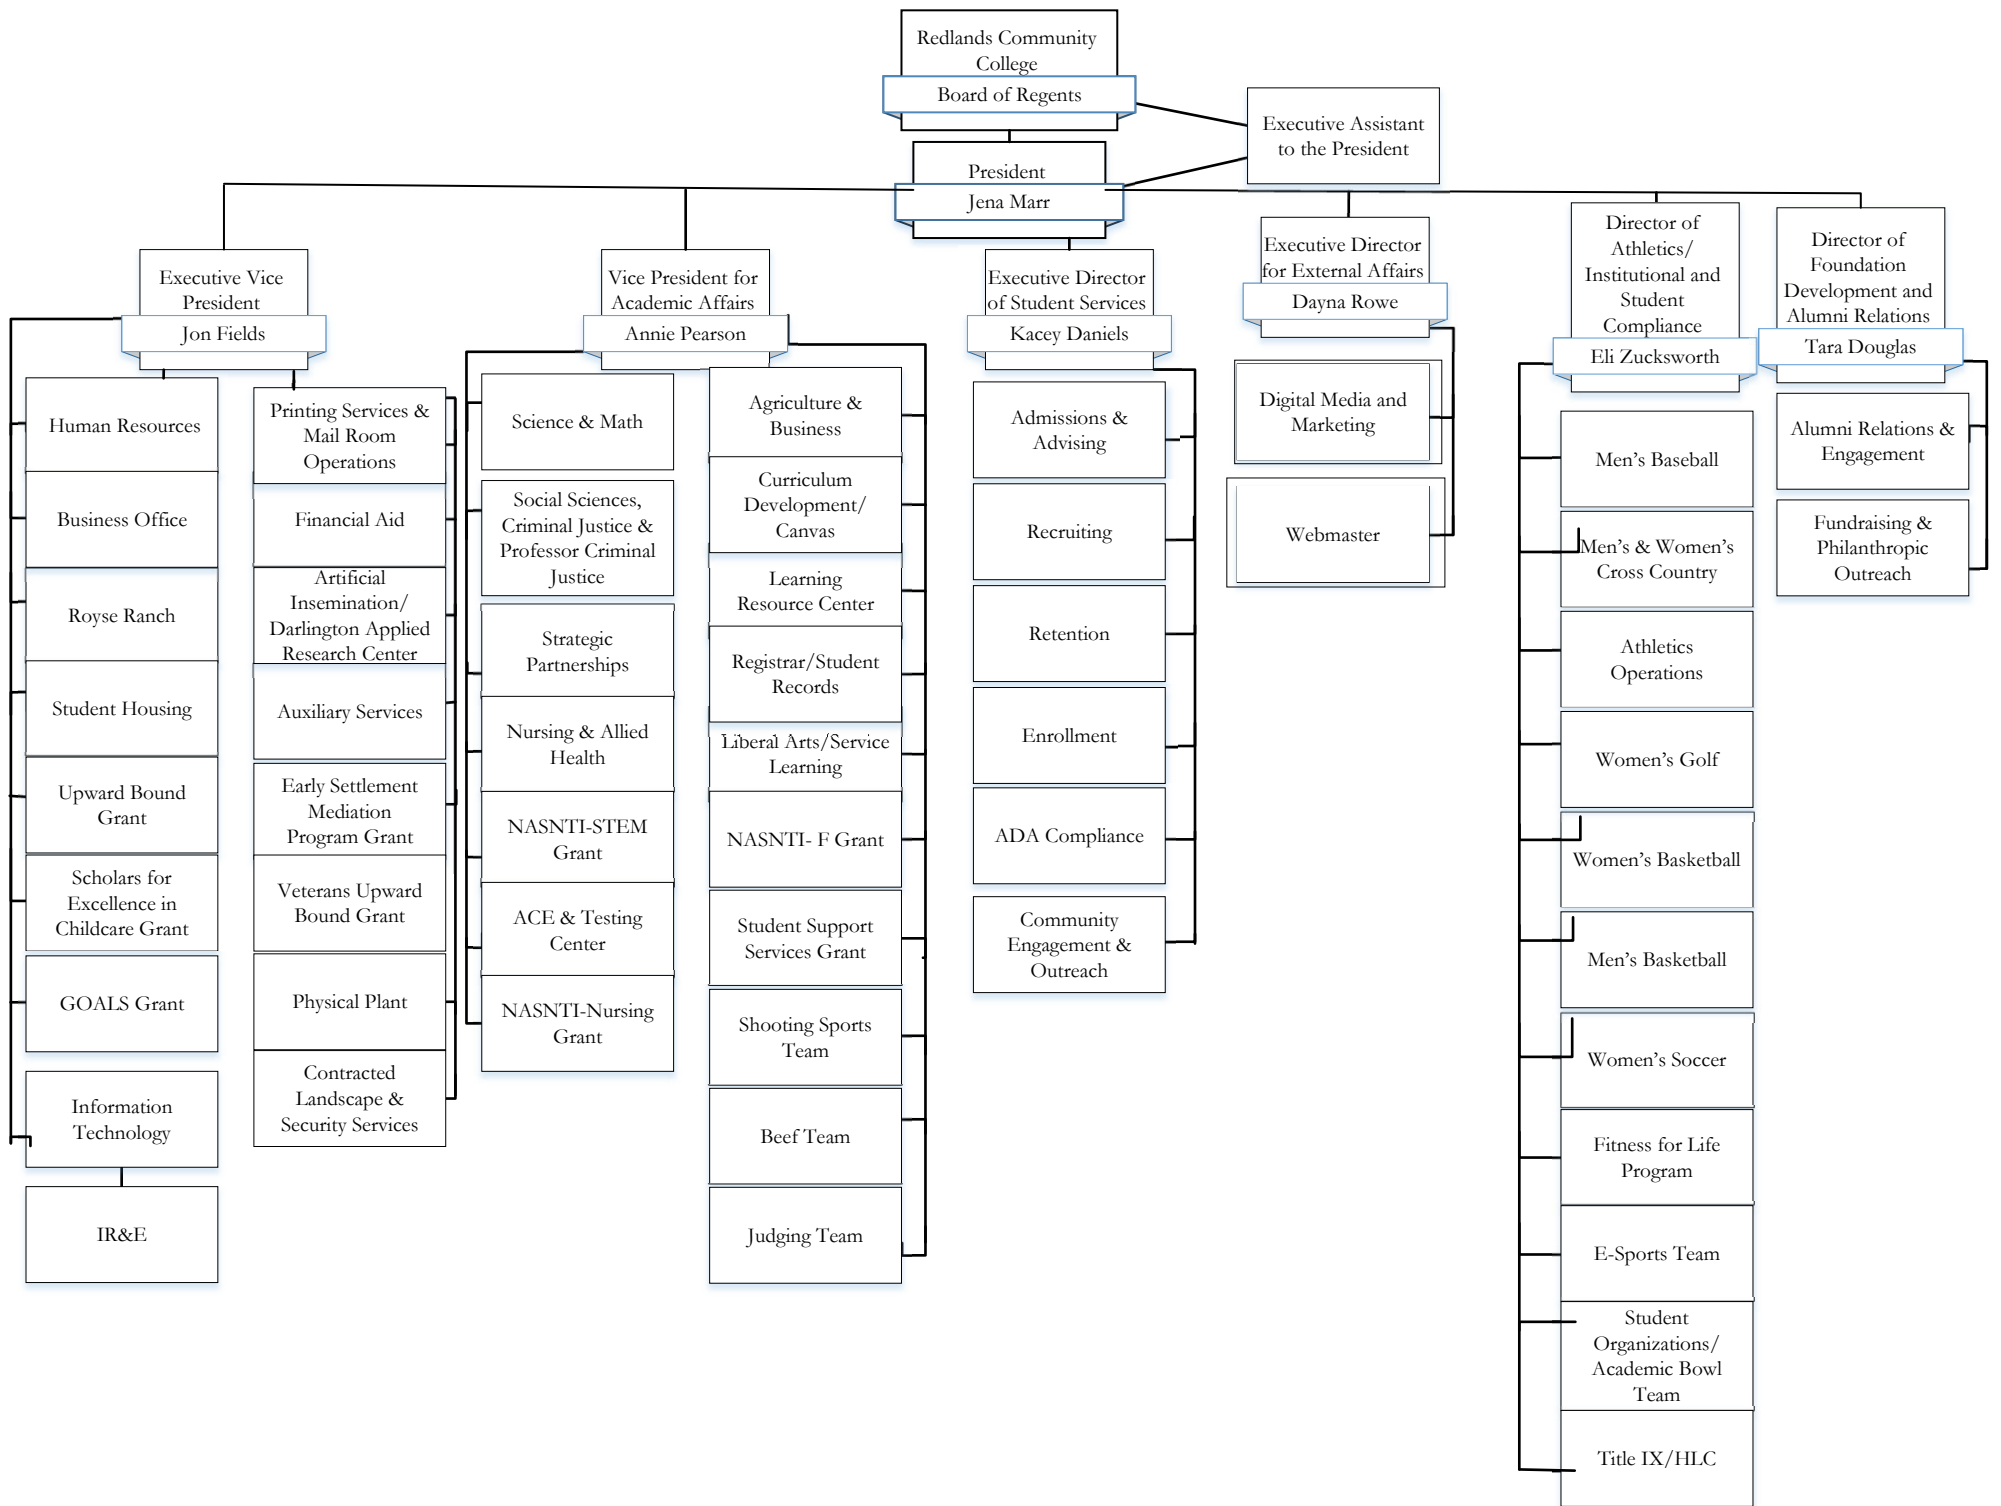 Redlands Community
College
Board of Regents
Executive Assistant
to the President
President
Jena Marr
Executive Vice
President
Jon Fields
Human Resources
Business Office
Royse Ranch
Student Housing
Upward Bound
Grant
Scholars for
Excellence in
Childcare Grant
GOALS Grant
Information
Technology
IR&E
Printing Services &
Mail Room
Operations
Financial Aid
Artificial
Insemination/
Darlington Applied
Research Center
Auxiliary Services
Early Settlement
Mediation
Program Grant
Veterans Upward
Bound Grant
Physical Plant
Contracted
Landscape &
Security Services
Vice President for
Academic Affairs
Annie Pearson
Science & Math
Social Sciences,
Criminal Justice &
Professor Criminal
Justice
Strategic
Partnerships
Nursing & Allied
Health
NASNTI-STEM
Grant
ACE & Testing
Center
NASNTI-Nursing
Grant
Agriculture &
Business
Curriculum
Development/
Canvas
Learning
Resource Center
Registrar/Student
Records
Liberal Arts/Service
Learning
NASNTI- F Grant
Student Support
Services Grant
Shooting Sports
Team
Beef Team
Judging Team
Executive Director
of Student Services
Kacey Daniels
Admissions &
Advising
Recruiting
Retention
Enrollment
ADA Compliance
Community
Engagement &
Outreach
Executive Director
for External Affairs
Dayna Rowe
Digital Media and
Marketing
Webmaster
Director of
Athletics/
Institutional and
Student
Compliance
Eli Zucksworth
Men's Baseball
Men's & Women's
Cross Country
Athletics
Operations
Women's Golf
Women's Basketball
Men's Basketball
Women's Soccer
Fitness for Life
Program
E-Sports Team
Student
Organizations/
Academic Bowl
Team
Title IX/HLC
Director of
Foundation
Development and
Alumni Relations
Tara Douglas
Alumni Relations &
Engagement
Fundraising &
Philanthropic
Outreach